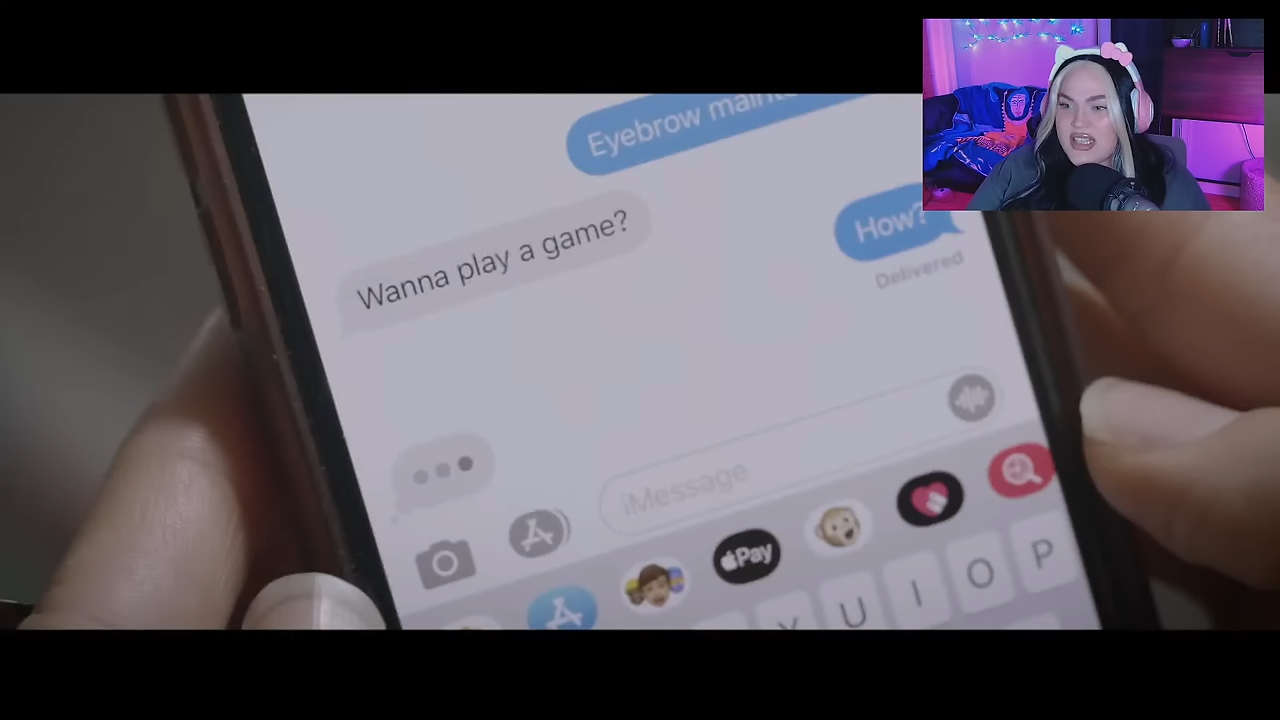 Eyebrow
Wanna play a game?
How?
Delivered
iMessage
Pay
Y U I O P